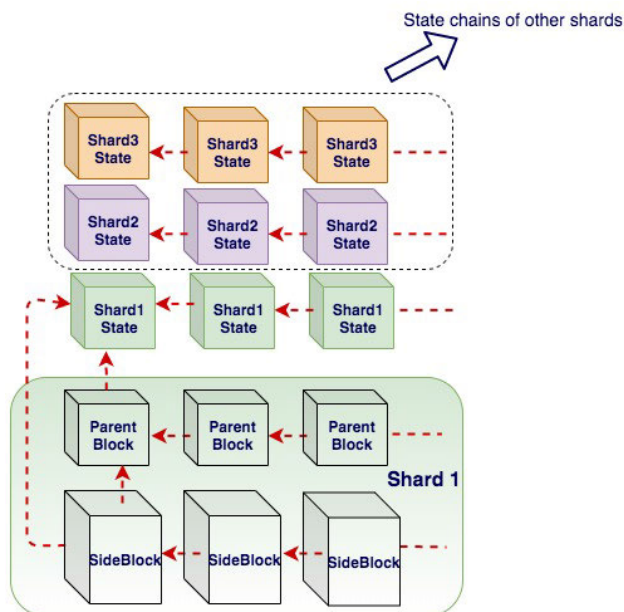 State chains of other shards
Shard3
State
Shard3
State
Shard3
State
Shard2
State
Shard2
State
Shard2
State
Shard1
State
Shard1
State
Shard1
State
Parent
Block
Parent
Block
Parent
Block
Shard 1
SideBlock
SideBlock
SideBlock